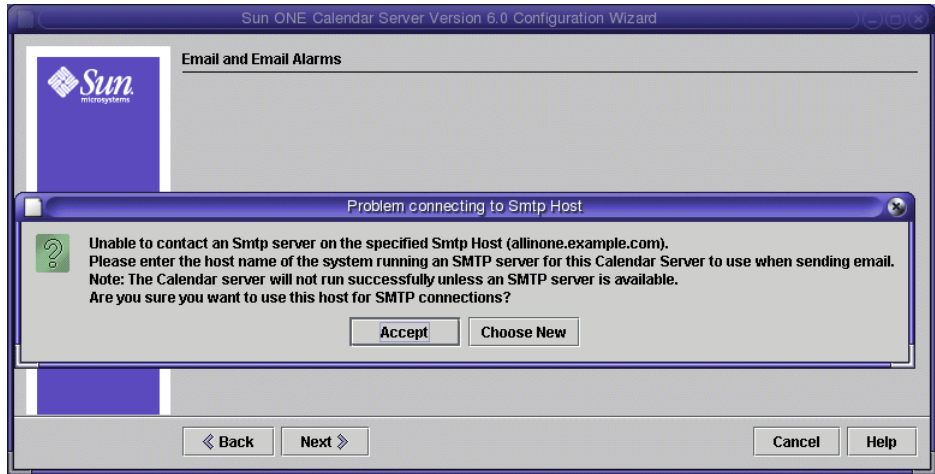 Sun ONE Calendar Server Version 6.0 Configuration Wizard
Sun
microsystems
Email and Email Alarms
Problem connecting to Smtp Host
Unable to contact an Smtp server on the specified Smtp Host (allinone.example.com).
Please enter the host name of the system running an SMTP server for this Calendar Server to use when sending email.
Note: The Calendar server will not run successfully unless an SMTP server is available.
Are you sure you want to use this host for SMTP connections?
Accept Choose New
Back Next Cancel Help